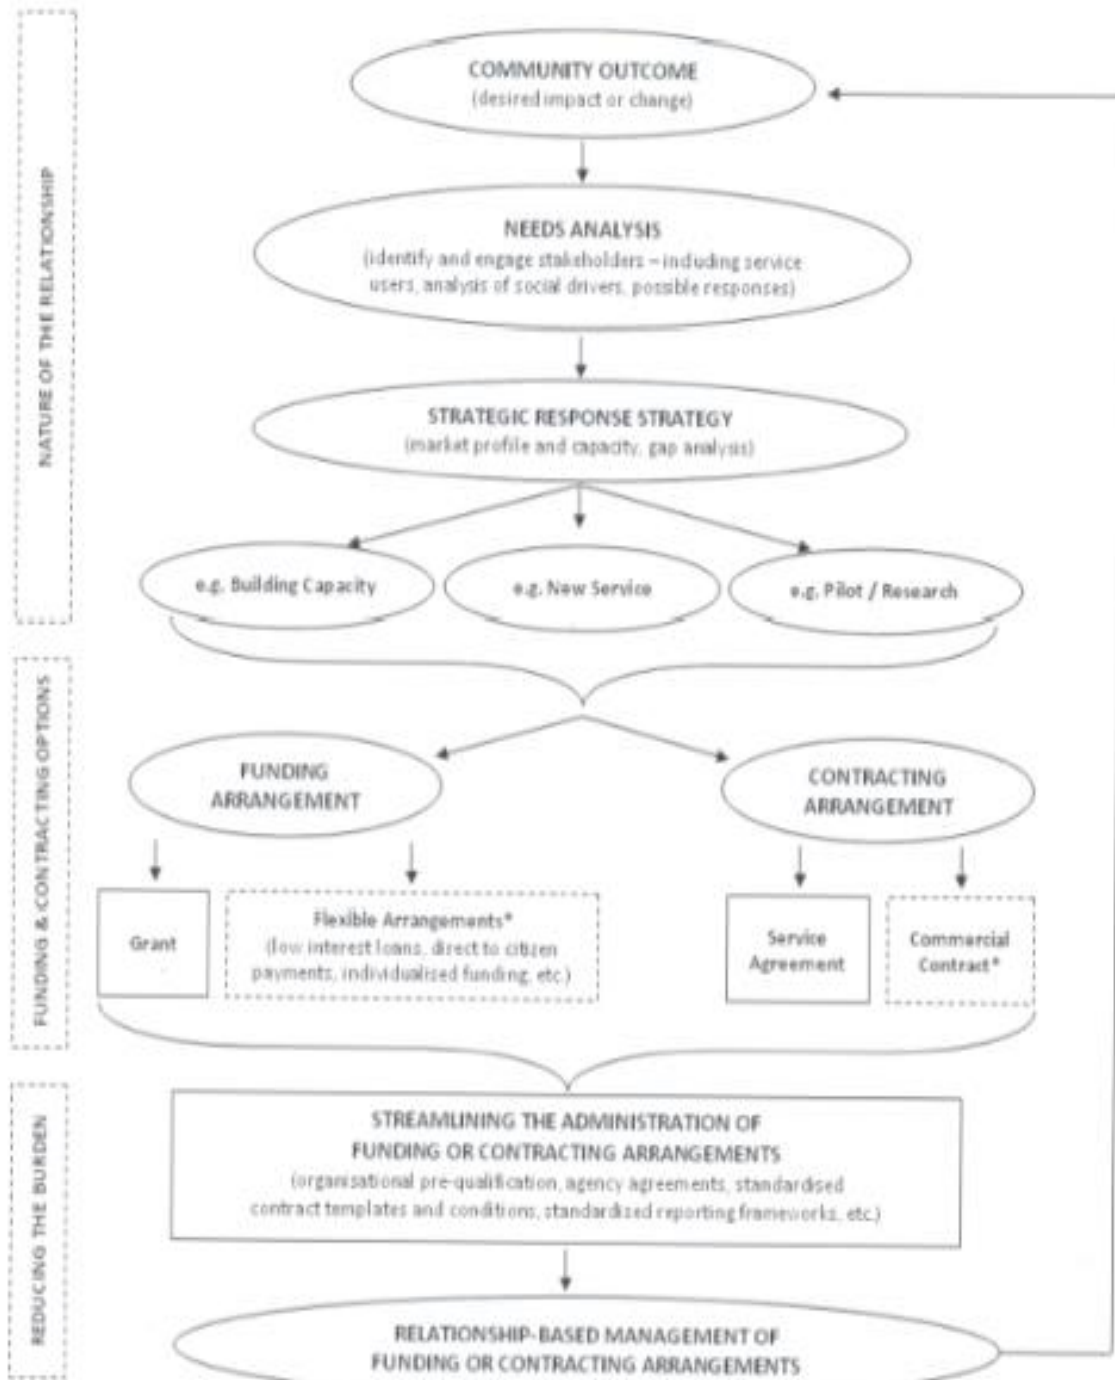 COMMUNITY OUTCOME
(desired impact or change)
NEEDS ANALYSIS
(identify and engage stakeholders – including service
users, analysis of social drivers, possible responses)
STRATEGIC RESPONSE STRATEGY
(market profile and capacity, gap analysis)
e.g. Building Capacity
e.g. New Service
e.g. Pilot / Research
NATURE OF THE RELATIONSHIP
FUNDING
ARRANGEMENT
CONTRACTING
ARRANGEMENT
Grant
Flexible Arrangements*
(low interest loans, direct to citizen
payments, individualised funding, etc.)
Service
Agreement
Commercial
Contract*
FUNDING & CONTRACTING OPTIONS
STREAMLINING THE ADMINISTRATION OF
FUNDING OR CONTRACTING ARRANGEMENTS
(organisational pre-qualification, agency agreements, standardised
contract templates and conditions, standardised reporting frameworks, etc.)
RELATIONSHIP-BASED MANAGEMENT OF
FUNDING OR CONTRACTING ARRANGEMENTS
REDUCING THE BURDEN